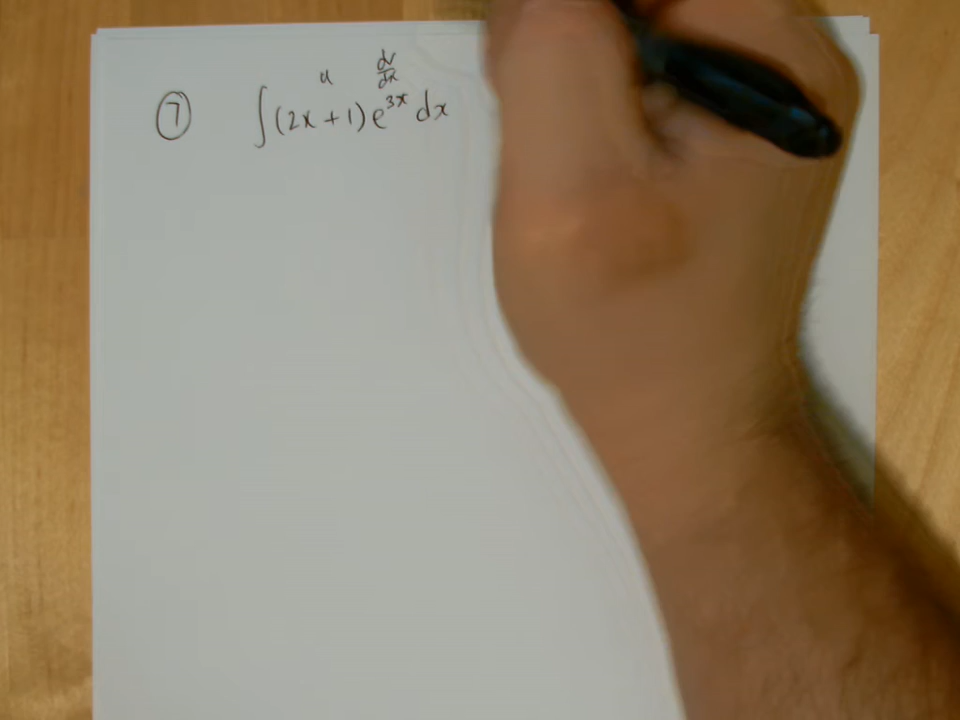 u dv/dx
⑦ ∫(2x+1)e^{3x} dx